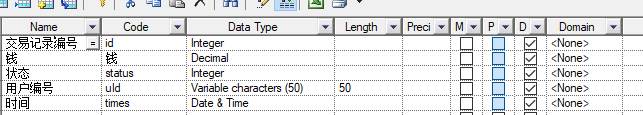 Name Code Data Type Length Preci M P D Domain
交易记录编号 = id Integer <None>
钱 钱 Decimal <None>
状态 status Integer <None>
用户编号 uId Variable characters (50) 50 <None>
时间 times Date & Time <None>